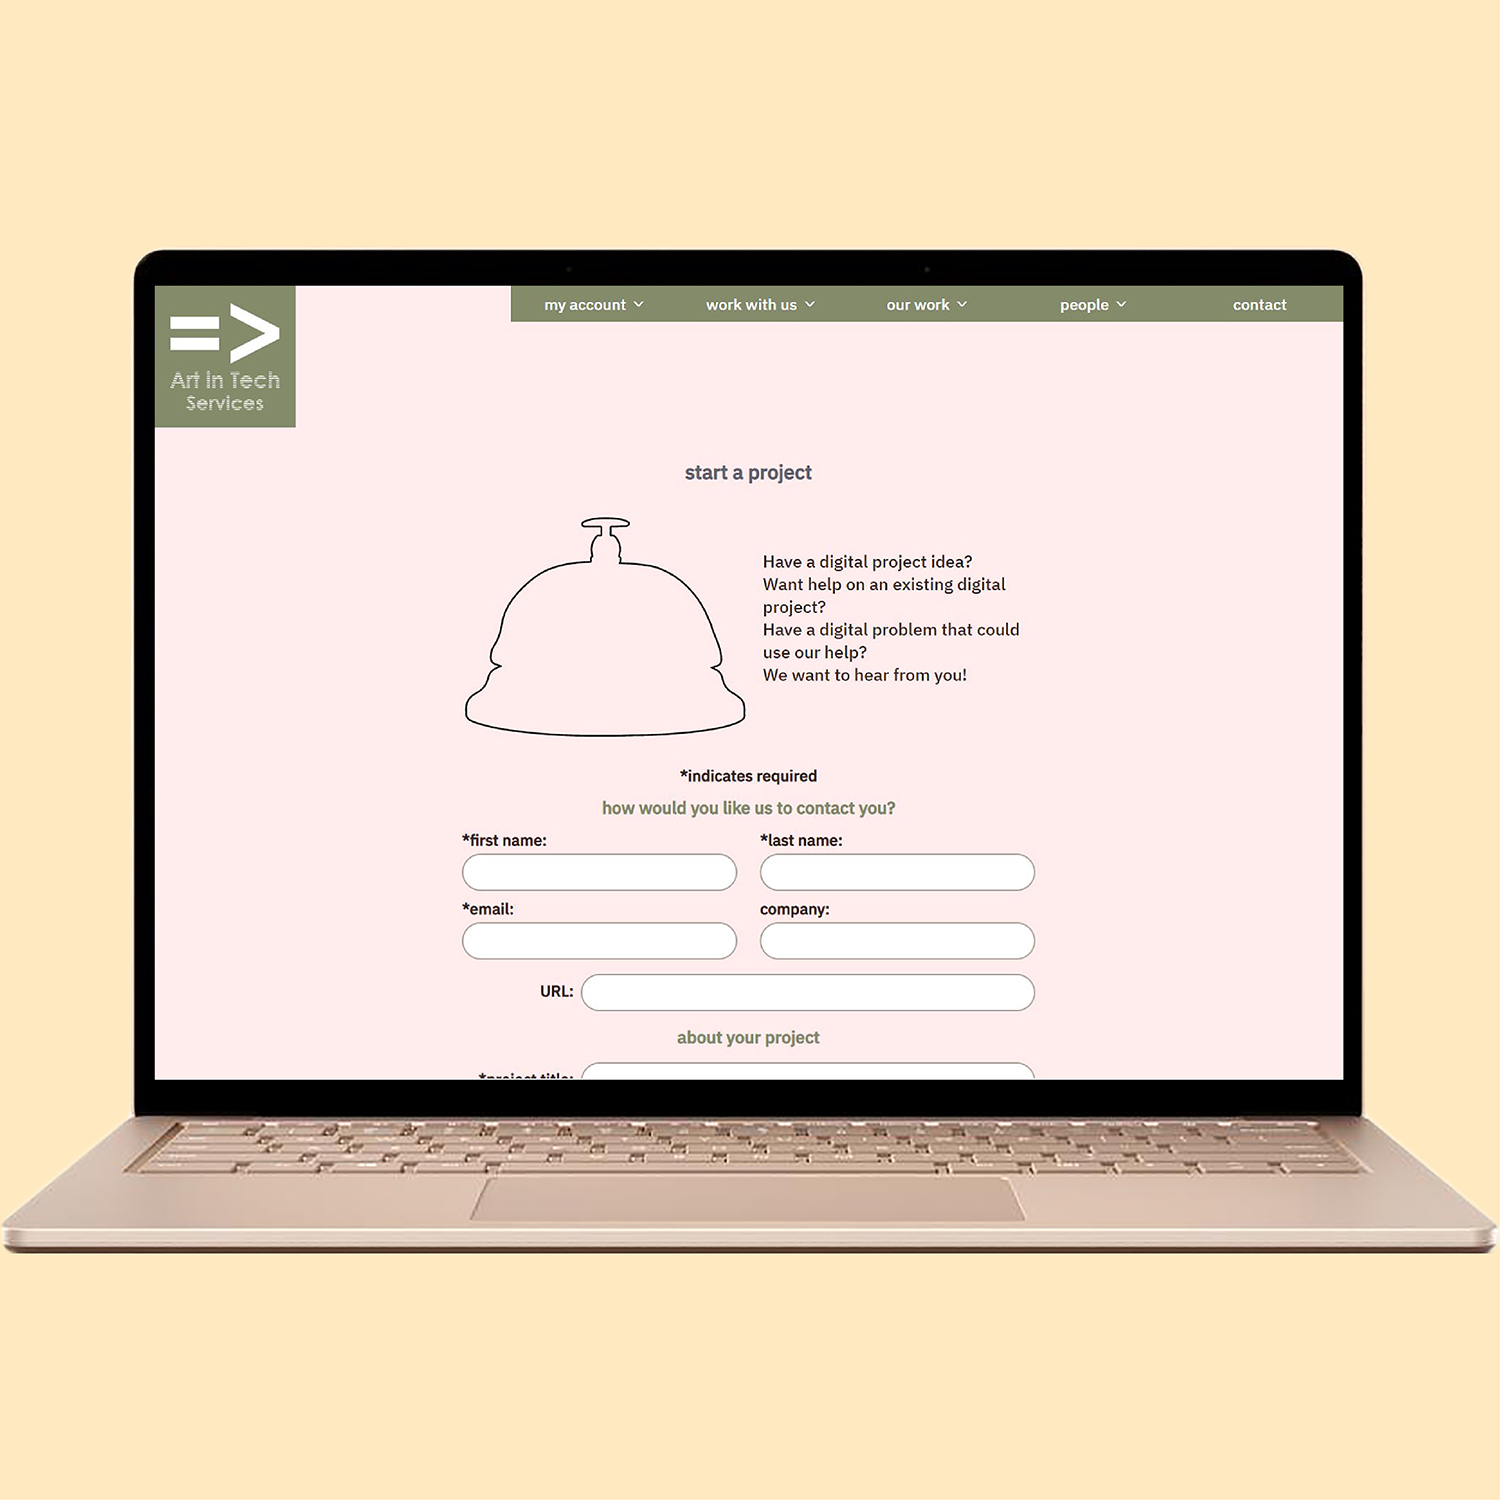 =>
Art in Tech
Services
my account
work with us
our work
people
contact
start a project
Have a digital project idea?
Want help on an existing digital
project?
Have a digital problem that could
use our help?
We want to hear from you!
*indicates required
how would you like us to contact you?
*first name:
*last name:
*email:
company:
URL:
about your project
*project title: